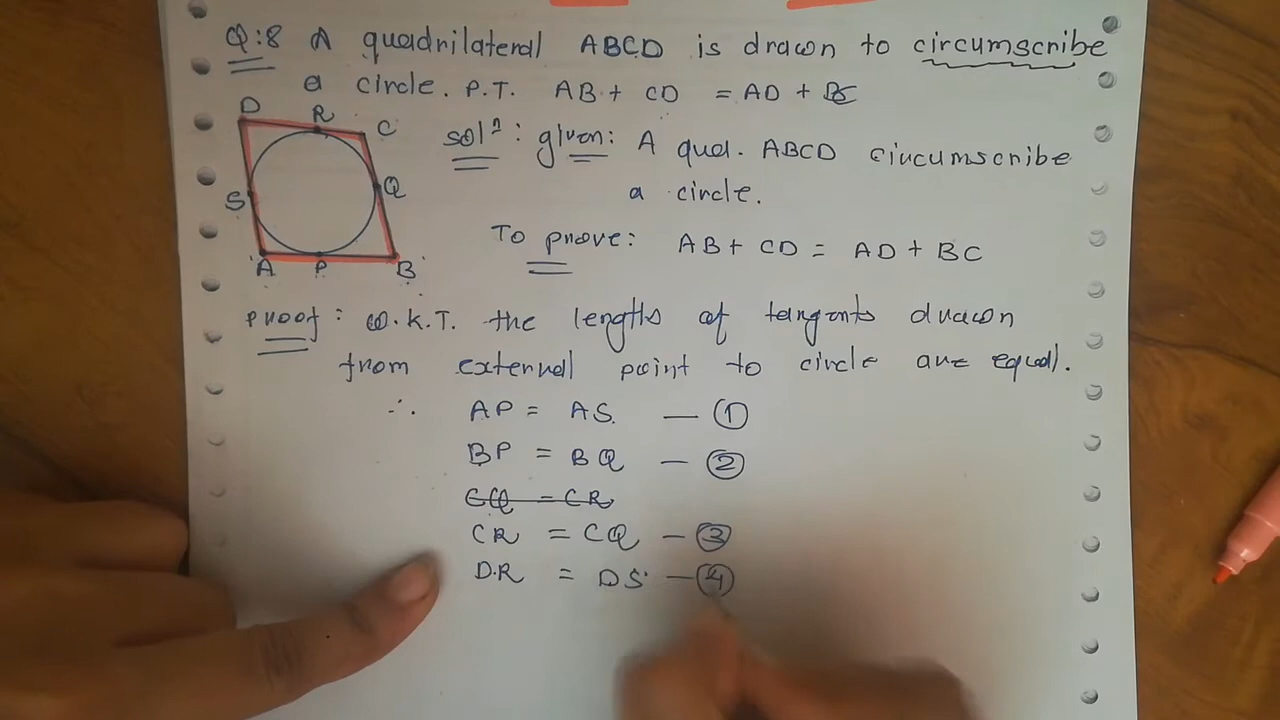 Q:8 A quadrilateral ABCD is drawn to circumscribe
a circle. P.T. AB + CD = AD + BC
D R C
S Q
A P B
solⁿ: given: A quad. ABCD circumscribe
a circle.
To prove: AB + CD = AD + BC
proof: W.K.T. the lengths of tangents drawn
from external point to circle are equal.
∴ AP = AS. — ①
BP = BQ — ②
CQ = CR
CR = CQ — ③
DR = DS — ④